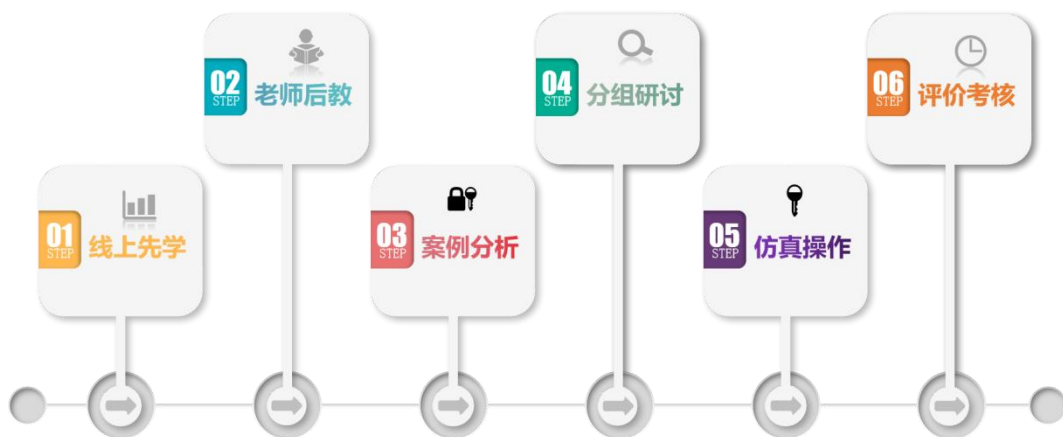 01
STEP
线上先学
02
STEP
老师后教
03
STEP
案例分析
04
STEP
分组研讨
05
STEP
仿真操作
06
STEP
评价考核